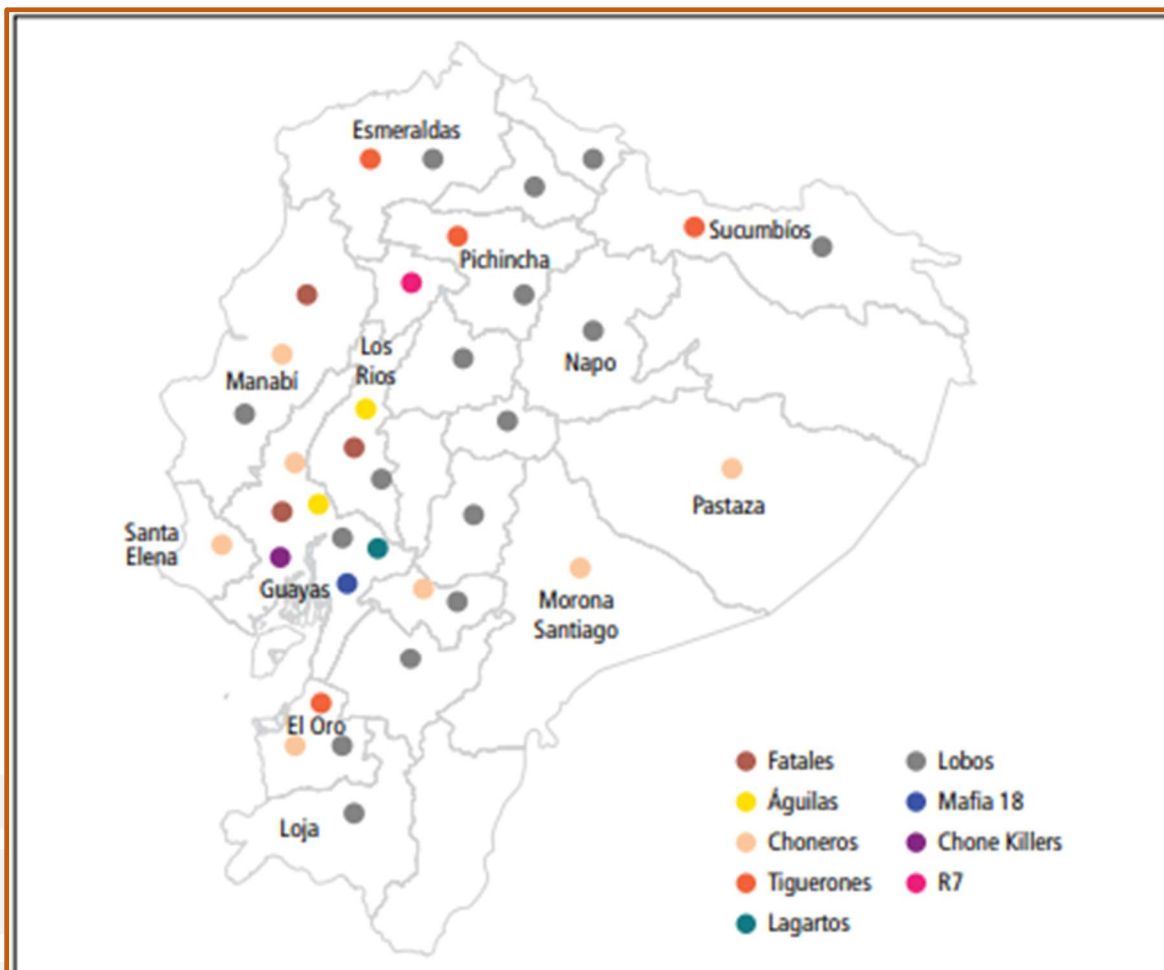 Esmeraldas
Sucumbíos
Pichincha
Los
Rios
Napo
Manabí
Pastaza
Santa
Elena
Guayas
Morona
Santiago
El Oro
Loja
Fatales
Águilas
Choneros
Tiguerones
Lagartos
Lobos
Mafia 18
Chone Killers
R7